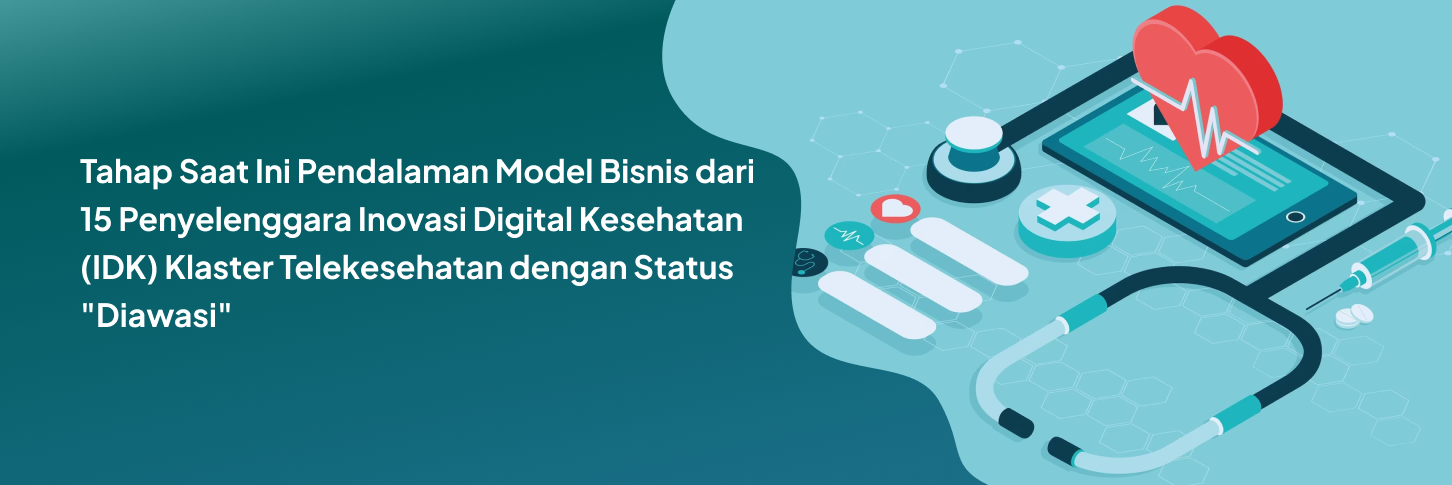 Tahap Saat Ini Pendalaman Model Bisnis dari
15 Penyelenggara Inovasi Digital Kesehatan
(IDK) Klaster Telekesehatan dengan Status
"Diawasi"